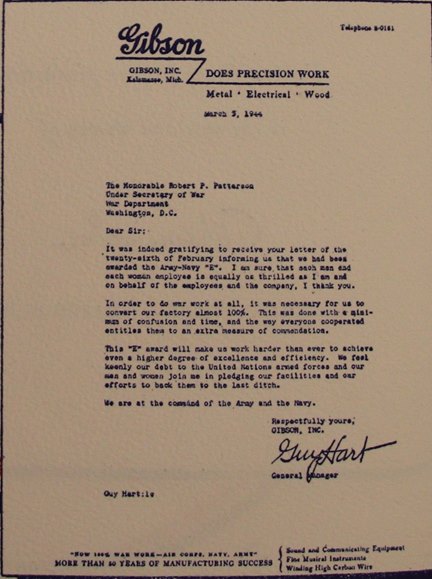 Gibson
Telephone 2-0161
GIBSON, INC.
Kalamazoo, Mich.
DOES PRECISION WORK
Metal · Electrical · Wood
March 3, 1944
The Honorable Robert P. Patterson
Under Secretary of War
War Department
Washington, D.C.
Dear Sir:
It was indeed gratifying to receive your letter of the
twenty-sixth of February informing us that we had been
awarded the Army-Navy "E". I am sure that each man and
each woman employee is equally as thrilled as I am and
on behalf of the employees and the company, I thank you.
In order to do war work at all, it was necessary for us to
convert our factory almost 100%. This was done with a mini-
mum of confusion and time, and the way everyone cooperated
entitles them to an extra measure of commendation.
This "E" award will make us work harder than ever to achieve
even a higher degree of excellence and efficiency. We feel
keenly our debt to the United Nations armed forces and our
men and women join me in pledging our facilities and our
efforts to back them to the last ditch.
We are at the command of the Army and the Navy.
Respectfully yours,
GIBSON, INC.
Guy Hart
General Manager
Guy Hart:le
"NOW 100% WAR WORK—AIR CORPS, NAVY, ARMY"
MORE THAN 50 YEARS OF MANUFACTURING SUCCESS
Sound and Communicating Equipment
Fine Musical Instruments
Winding High Carbon Wire